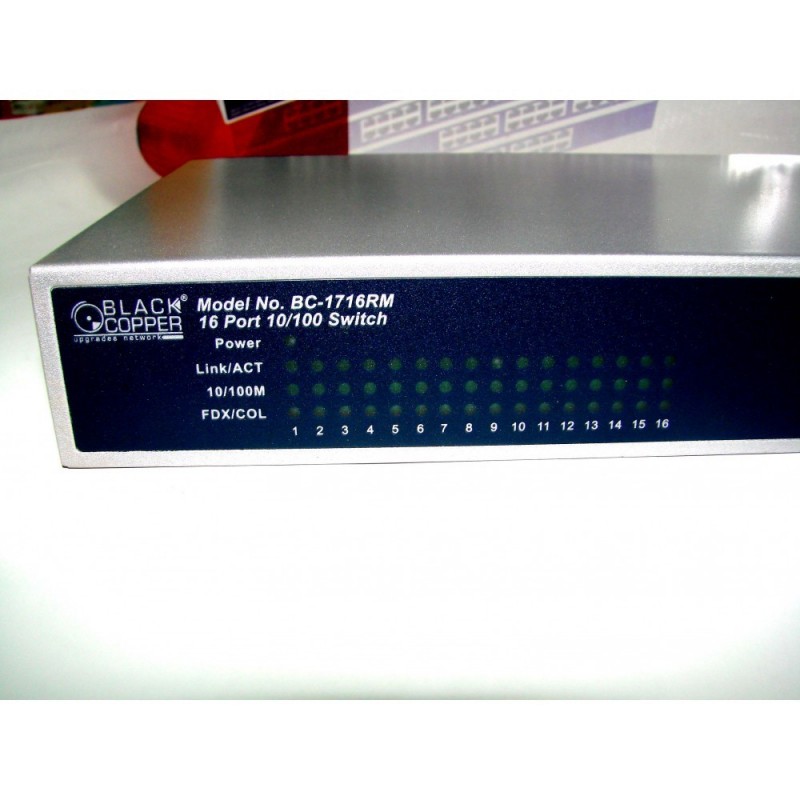 BLACK®
COPPER
upgrades network
Model No. BC-1716RM
16 Port 10/100 Switch
Power
Link/ACT
10/100M
FDX/COL
1 2 3 4 5 6 7 8 9 10 11 12 13 14 15 16